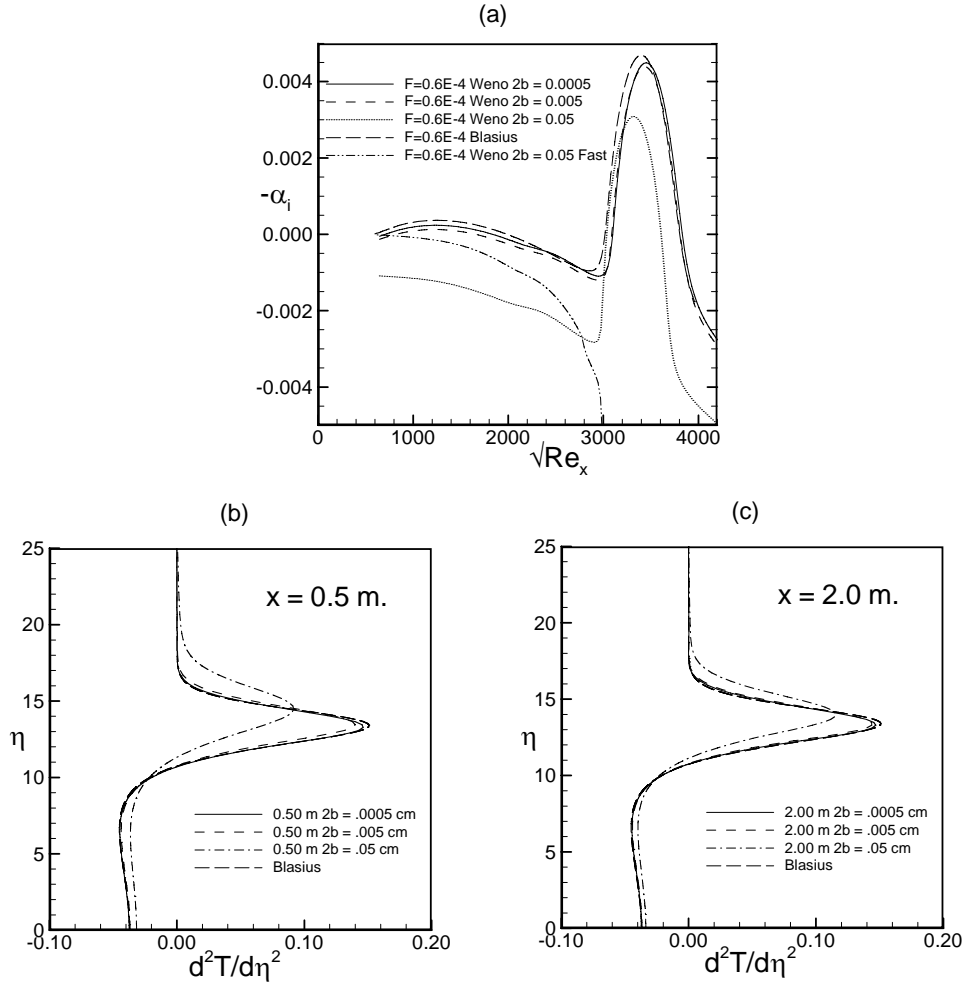 (a)
0.004
0.002
0.000
-0.002
-0.004
-αi
F=0.6E-4 Weno 2b = 0.0005
F=0.6E-4 Weno 2b = 0.005
F=0.6E-4 Weno 2b = 0.05
F=0.6E-4 Blasius
F=0.6E-4 Weno 2b = 0.05 Fast
0 1000 2000 3000 4000
√Rex
(b)
25
20
15
10
5
0
η
x = 0.5 m.
0.50 m 2b = .0005 cm
0.50 m 2b = .005 cm
0.50 m 2b = .05 cm
Blasius
-0.10 0.00 0.10 0.20
d²T/dη²
(c)
25
20
15
10
5
0
η
x = 2.0 m.
2.00 m 2b = .0005 cm
2.00 m 2b = .005 cm
2.00 m 2b = .05 cm
Blasius
-0.10 0.00 0.10 0.20
d²T/dη²